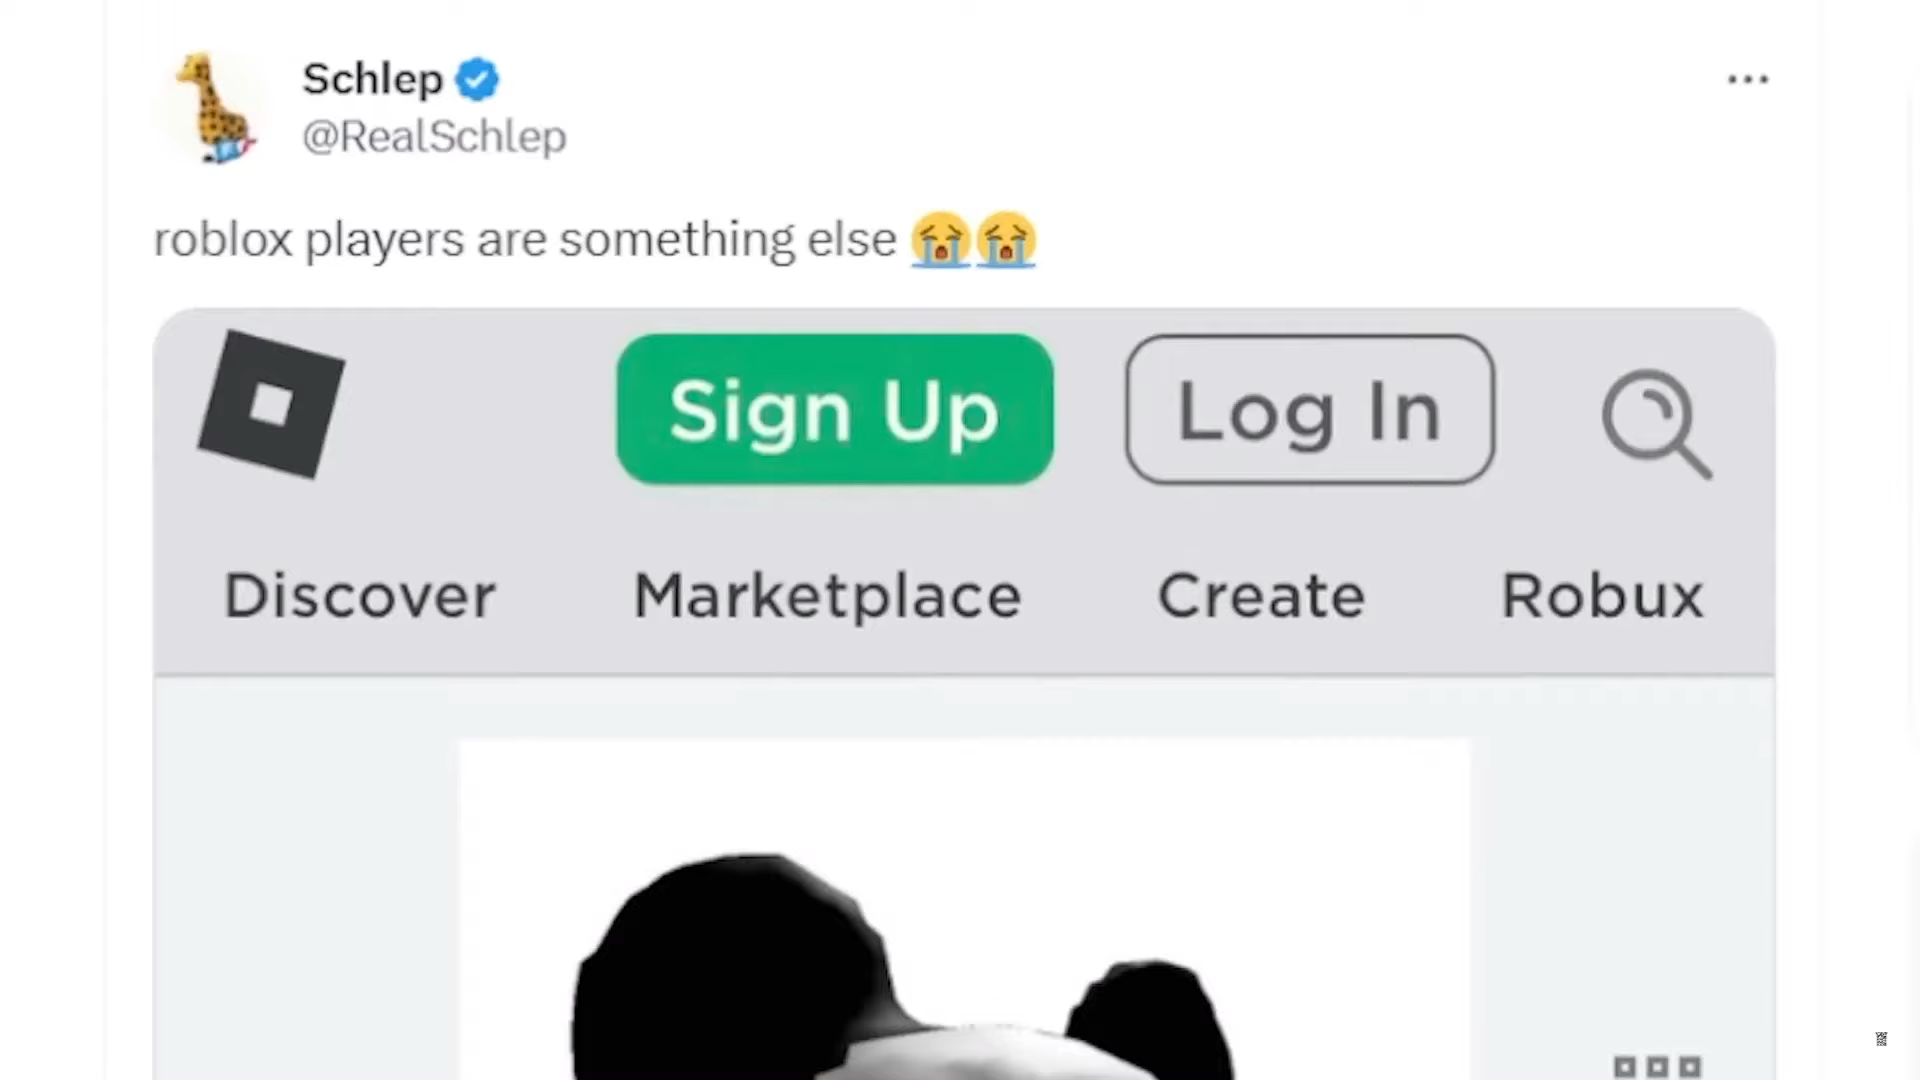 Schlep
@RealSchlep
roblox players are something else 😭😭
Sign Up
Log In
Discover Marketplace Create Robux